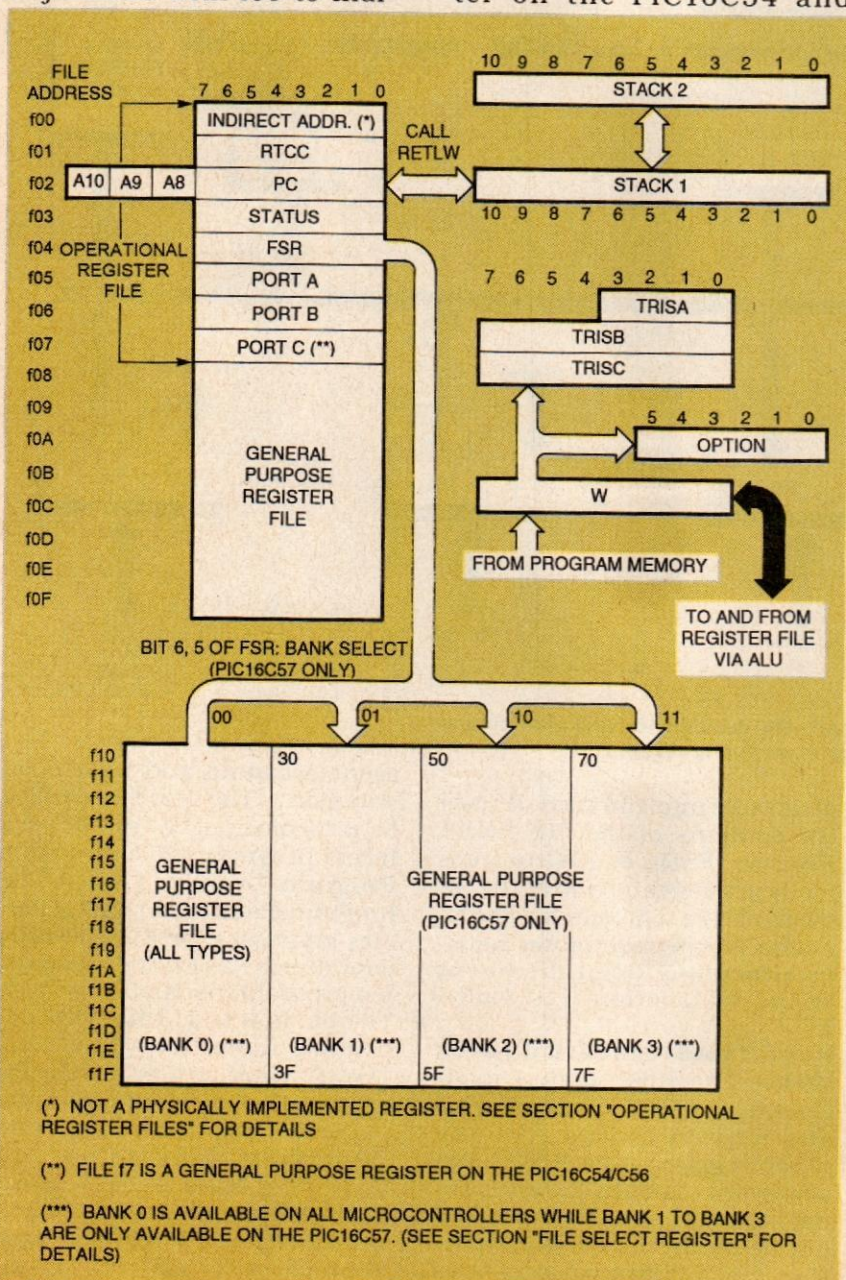 ter on the PIC16C54 and
FILE
ADDRESS
7 6 5 4 3 2 1 0
f00 INDIRECT ADDR. (*)
f01 RTCC
f02 A10 A9 A8 PC
f03 STATUS
f04 FSR
f05 PORT A
f06 PORT B
f07 PORT C (**)
f08
f09
f0A
f0B
f0C
f0D
f0E
f0F
OPERATIONAL
REGISTER
FILE
GENERAL
PURPOSE
REGISTER
FILE
CALL
RETLW
10 9 8 7 6 5 4 3 2 1 0
STACK 2
STACK 1
10 9 8 7 6 5 4 3 2 1 0
7 6 5 4 3 2 1 0
TRISA
TRISB
TRISC
5 4 3 2 1 0
OPTION
W
FROM PROGRAM MEMORY
TO AND FROM
REGISTER FILE
VIA ALU
BIT 6, 5 OF FSR: BANK SELECT
(PIC16C57 ONLY)
00 01 10 11
f10
f11
f12
f13
f14
f15
f16
f17
f18
f19
f1A
f1B
f1C
f1D
f1E
f1F
30 50 70
GENERAL
PURPOSE
REGISTER
FILE
(ALL TYPES)
GENERAL PURPOSE
REGISTER FILE
(PIC16C57 ONLY)
(BANK 0) (***) (BANK 1) (***) (BANK 2) (***) (BANK 3) (***)
3F 5F 7F
(*) NOT A PHYSICALLY IMPLEMENTED REGISTER. SEE SECTION "OPERATIONAL
REGISTER FILES" FOR DETAILS
(**) FILE f7 IS A GENERAL PURPOSE REGISTER ON THE PIC16C54/C56
(***) BANK 0 IS AVAILABLE ON ALL MICROCONTROLLERS WHILE BANK 1 TO BANK 3
ARE ONLY AVAILABLE ON THE PIC16C57. (SEE SECTION "FILE SELECT REGISTER" FOR
DETAILS)